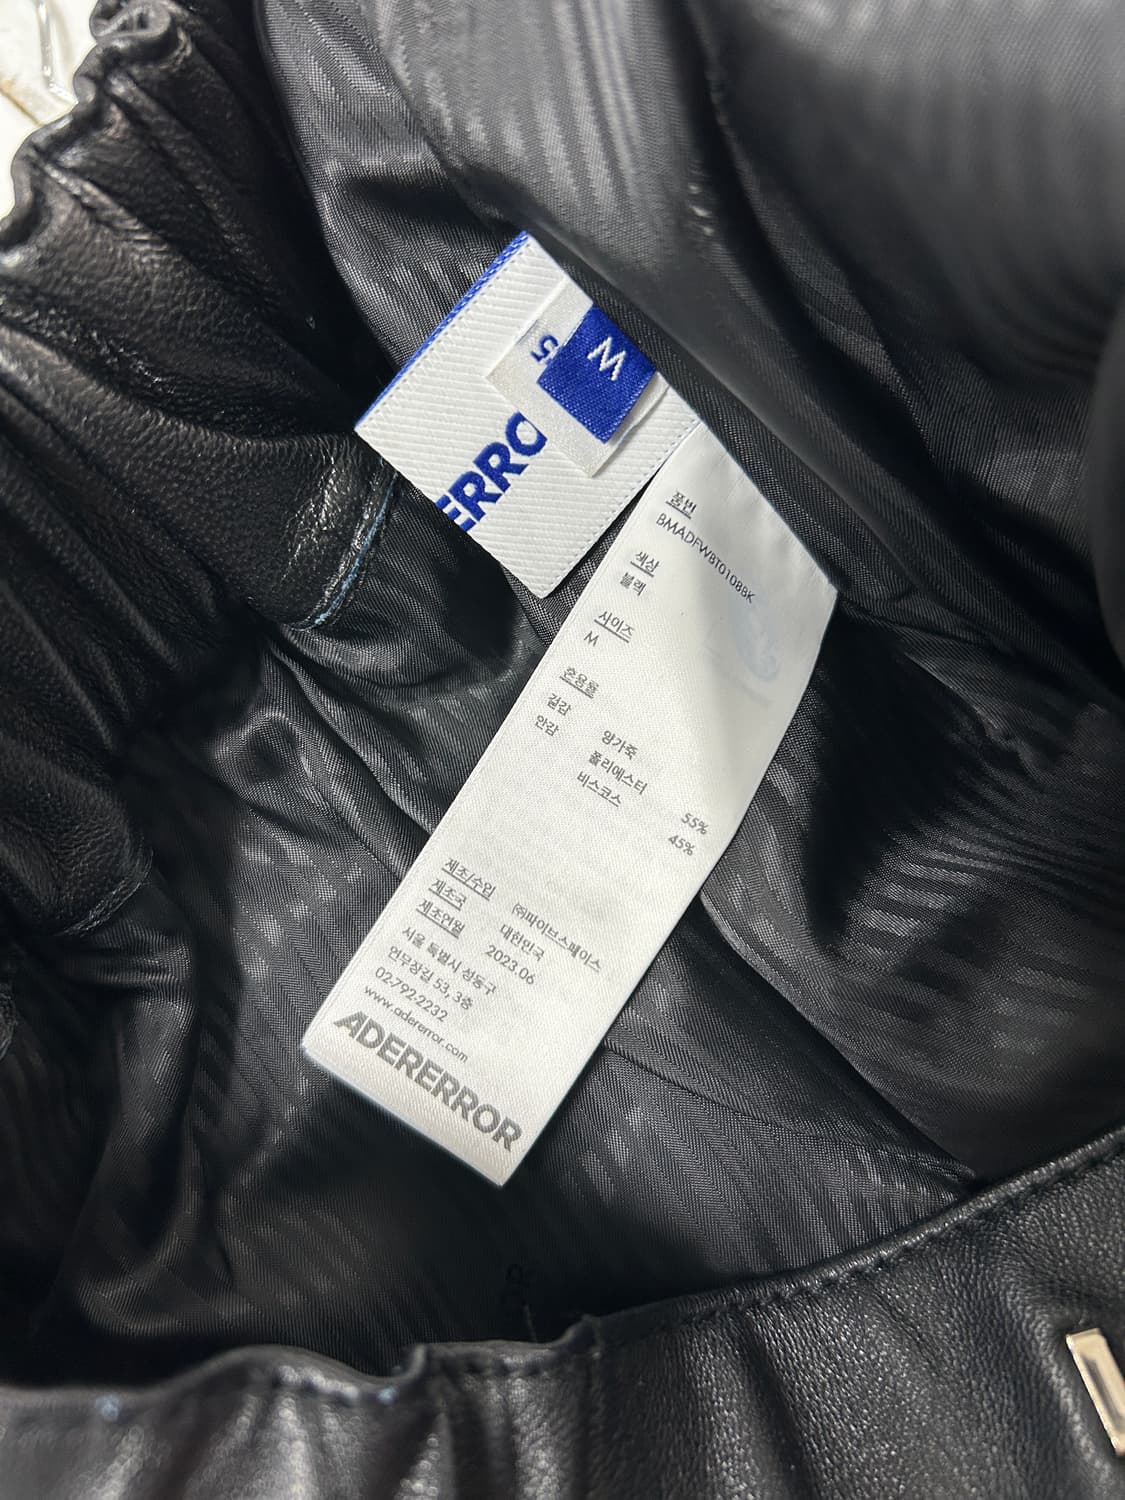 M
5
ERRO
품번
BMADFWBT0108BK
색상
블랙
사이즈
M
혼용률
겉감 양가죽
안감 폴리에스터 55%
비스코스 45%
제조/수입 ㈜파이브스페이스
제조국 대한민국
제조연월 2023.06
서울 특별시 성동구
연무장길 53, 3층
02-792-2232
www.adererror.com
ADERERROR